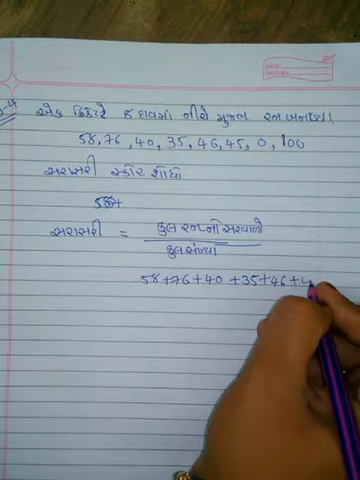 એક ક્રિકેટરે 8 દાવમાં નીચે મુજબ રન બનાવ્યા.
58, 76, 40, 35, 46, 45, 0, 100
સરાસરી સ્કોર શોધો
સરાસરી = કુલ રનનો સરવાળો
કુલ સંખ્યા
58+76+40+35+46+4